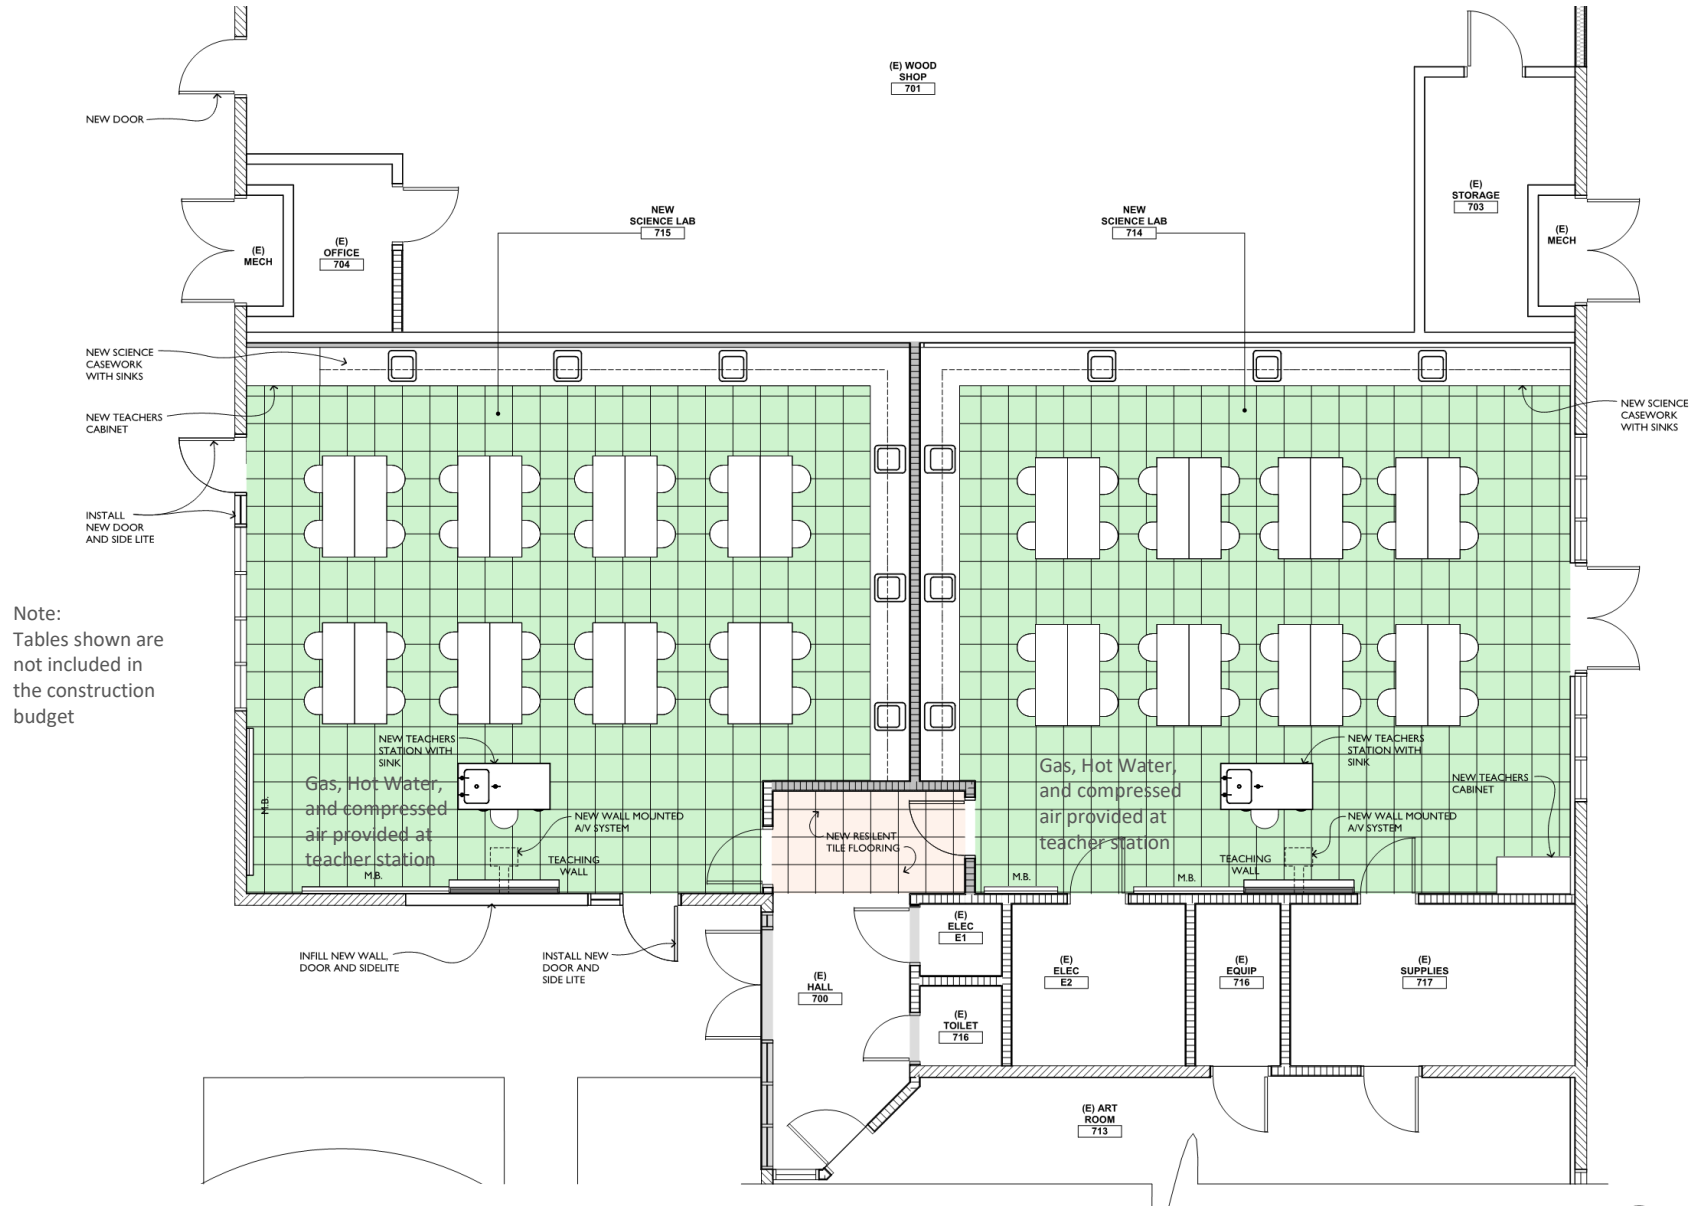 (E) WOOD
SHOP
701
NEW DOOR
(E)
STORAGE
703
NEW
SCIENCE LAB
715
NEW
SCIENCE LAB
714
(E)
MECH
(E)
OFFICE
704
(E)
MECH
NEW SCIENCE
CASEWORK
WITH SINKS
NEW TEACHERS
CABINET
NEW SCIENCE
CASEWORK
WITH SINKS
INSTALL
NEW DOOR
AND SIDE LITE
Note:
Tables shown are
not included in
the construction
budget
NEW TEACHERS
STATION WITH
SINK
Gas, Hot Water,
and compressed
air provided at
teacher station
M.B.
NEW WALL MOUNTED
A/V SYSTEM
TEACHING
WALL
M.B.
NEW RESILENT
TILE FLOORING
NEW TEACHERS
STATION WITH
SINK
Gas, Hot Water,
and compressed
air provided at
teacher station
NEW TEACHERS
CABINET
NEW WALL MOUNTED
A/V SYSTEM
TEACHING
WALL
M.B.
M.B.
INFILL NEW WALL,
DOOR AND SIDELITE
INSTALL NEW
DOOR AND
SIDE LITE
(E)
HALL
700
(E)
ELEC
E1
(E)
TOILET
716
(E)
ELEC
E2
(E)
EQUIP
716
(E)
SUPPLIES
717
(E) ART
ROOM
713